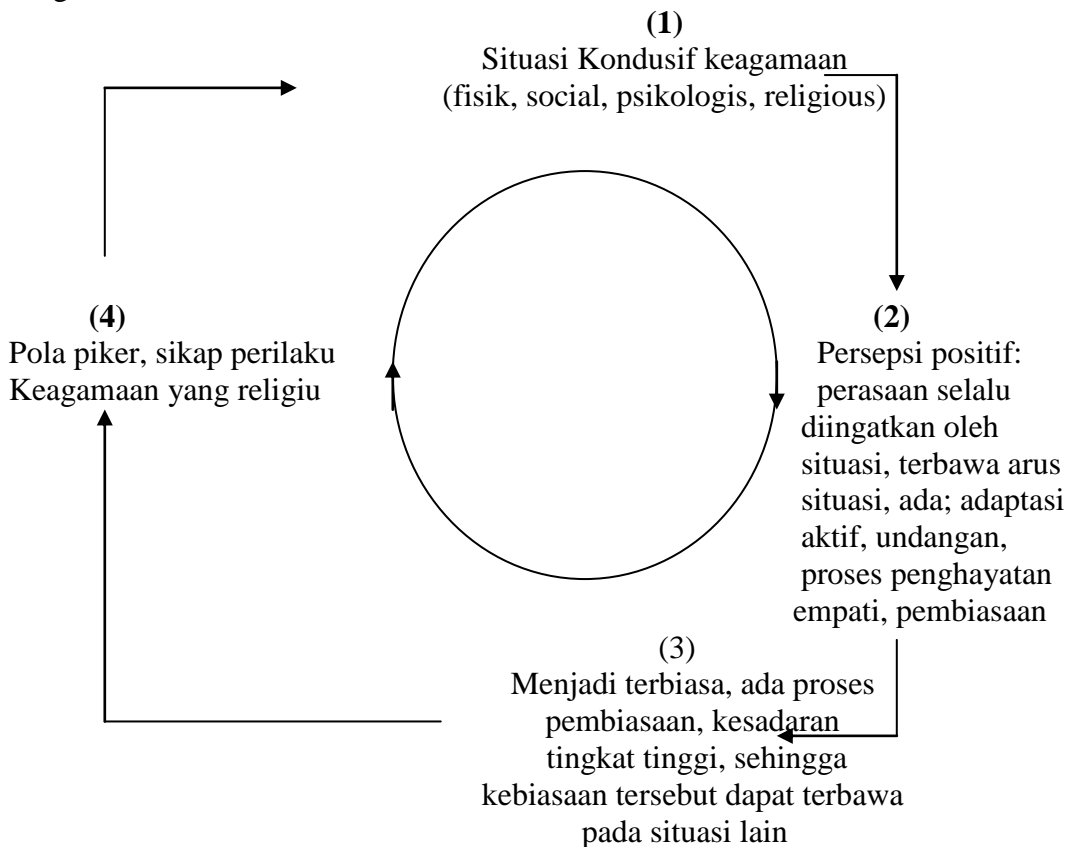 (1)
Situasi Kondusif keagamaan
(fisik, social, psikologis, religious)
(2)
Persepsi positif:
perasaan selalu
diingatkan oleh
situasi, terbawa arus
situasi, ada; adaptasi
aktif, undangan,
proses penghayatan
empati, pembiasaan
(3)
Menjadi terbiasa, ada proses
pembiasaan, kesadaran
tingkat tinggi, sehingga
kebiasaan tersebut dapat terbawa
pada situasi lain
(4)
Pola piker, sikap perilaku
Keagamaan yang religiu